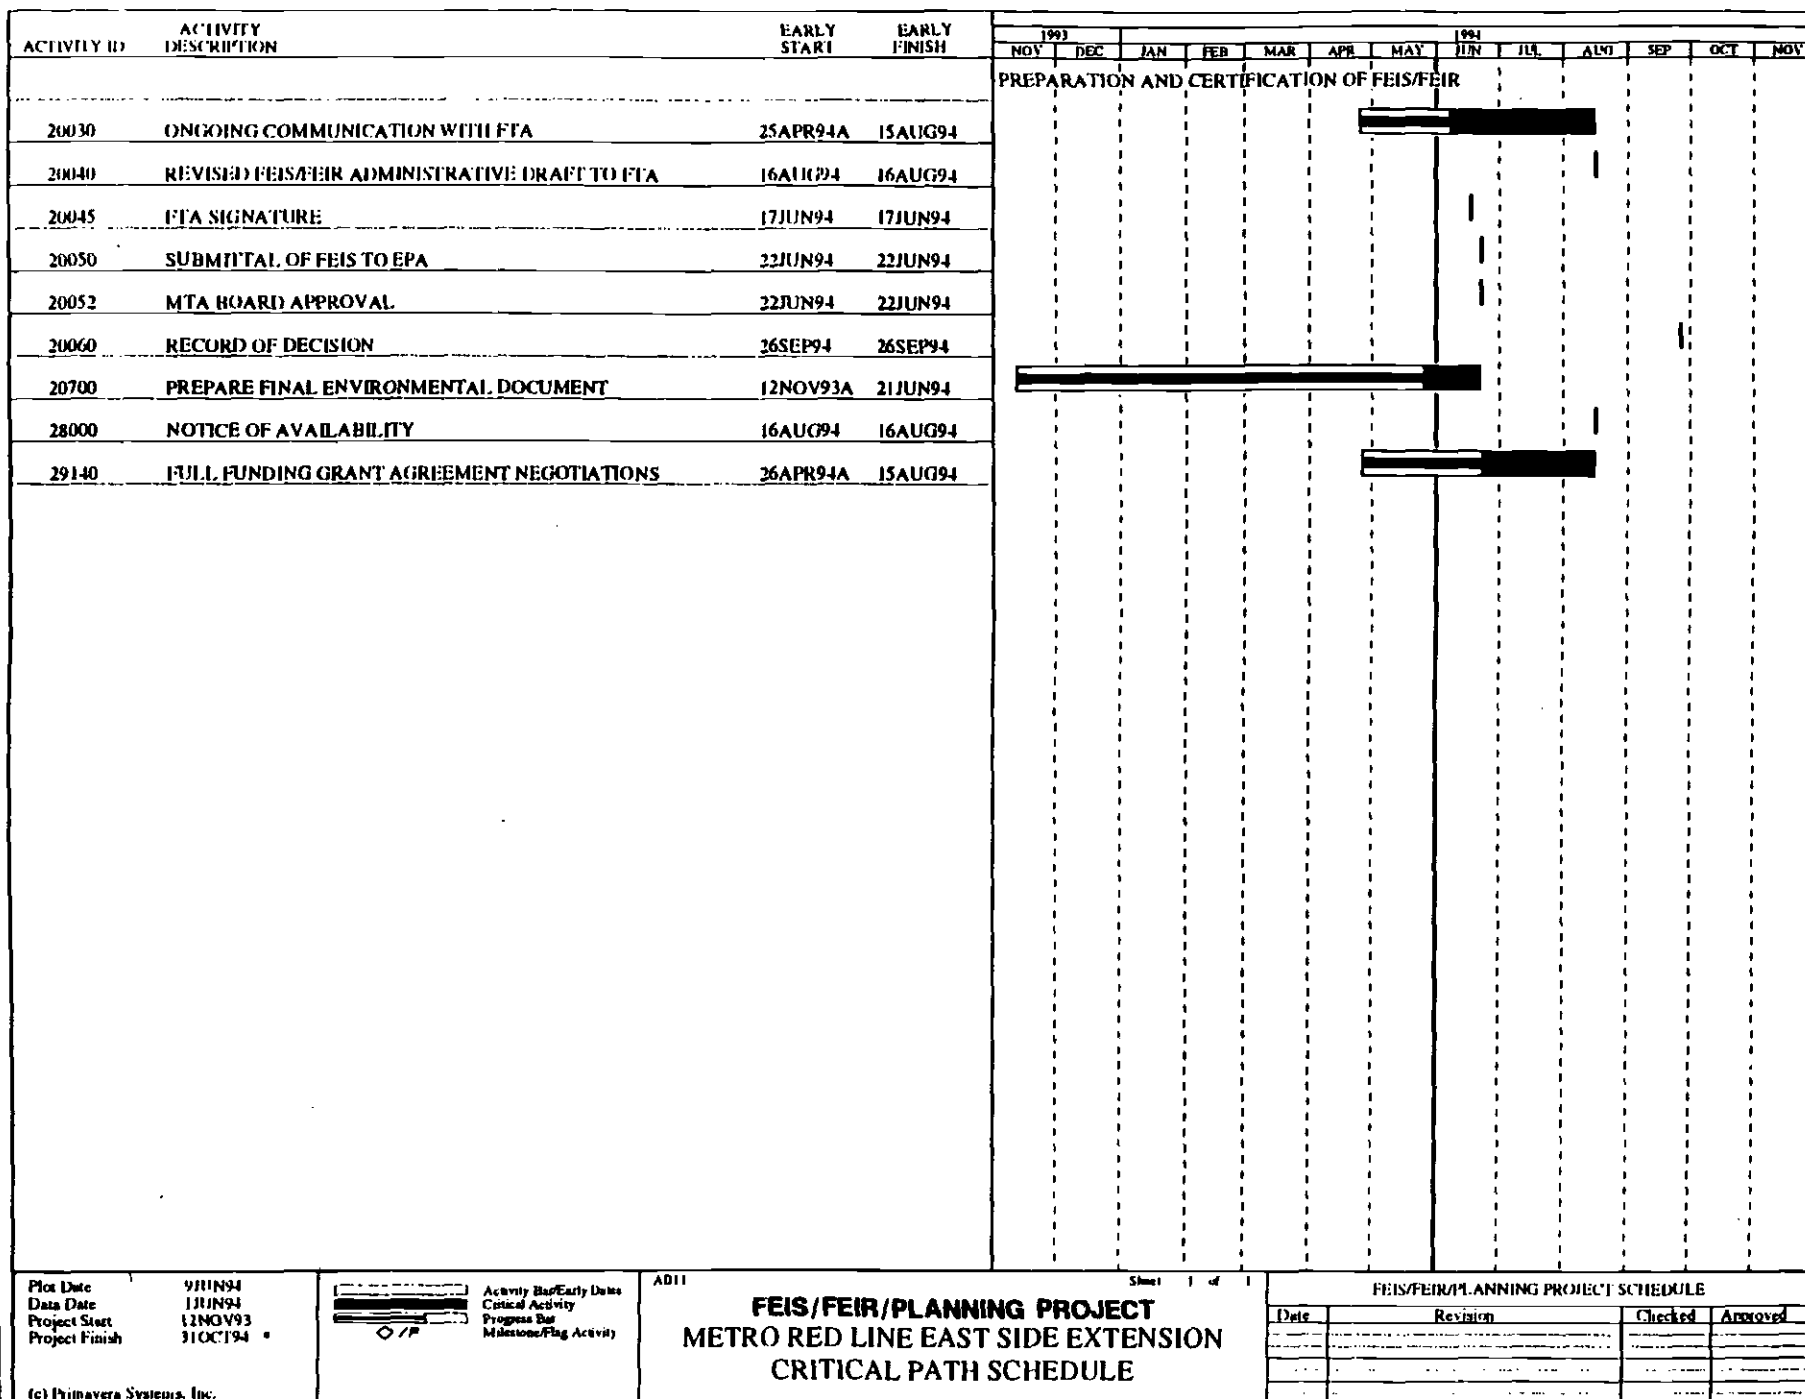 ACTIVITY ID ACTIVITY DESCRIPTION EARLY START EARLY FINISH
1993 1994
NOV DEC JAN FEB MAR APR MAY JUN JUL AUG SEP OCT NOV
PREPARATION AND CERTIFICATION OF FEIS/FEIR
20030 ONGOING COMMUNICATION WITH FTA 25APR94A 15AUG94
20040 REVISED FEIS/FEIR ADMINISTRATIVE DRAFT TO FTA 16AUG94 16AUG94
20045 FTA SIGNATURE 17JUN94 17JUN94
20050 SUBMITTAL OF FEIS TO EPA 22JUN94 22JUN94
20052 MTA BOARD APPROVAL 22JUN94 22JUN94
20060 RECORD OF DECISION 26SEP94 26SEP94
20700 PREPARE FINAL ENVIRONMENTAL DOCUMENT 12NOV93A 21JUN94
28000 NOTICE OF AVAILABILITY 16AUG94 16AUG94
29140 FULL FUNDING GRANT AGREEMENT NEGOTIATIONS 26APR94A 15AUG94
Plot Date 9JUN94
Data Date 1JUN94
Project Start 12NOV93
Project Finish 31OCT94 *
(c) Primavera Systems, Inc.
Activity Bar/Early Dates
Critical Activity
Progress Bar
◇/P Milestone/Flag Activity
AD11
Sheet 1 of 1
FEIS/FEIR/PLANNING PROJECT
METRO RED LINE EAST SIDE EXTENSION
CRITICAL PATH SCHEDULE
FEIS/FEIR/PLANNING PROJECT SCHEDULE
Date Revision Checked Approved